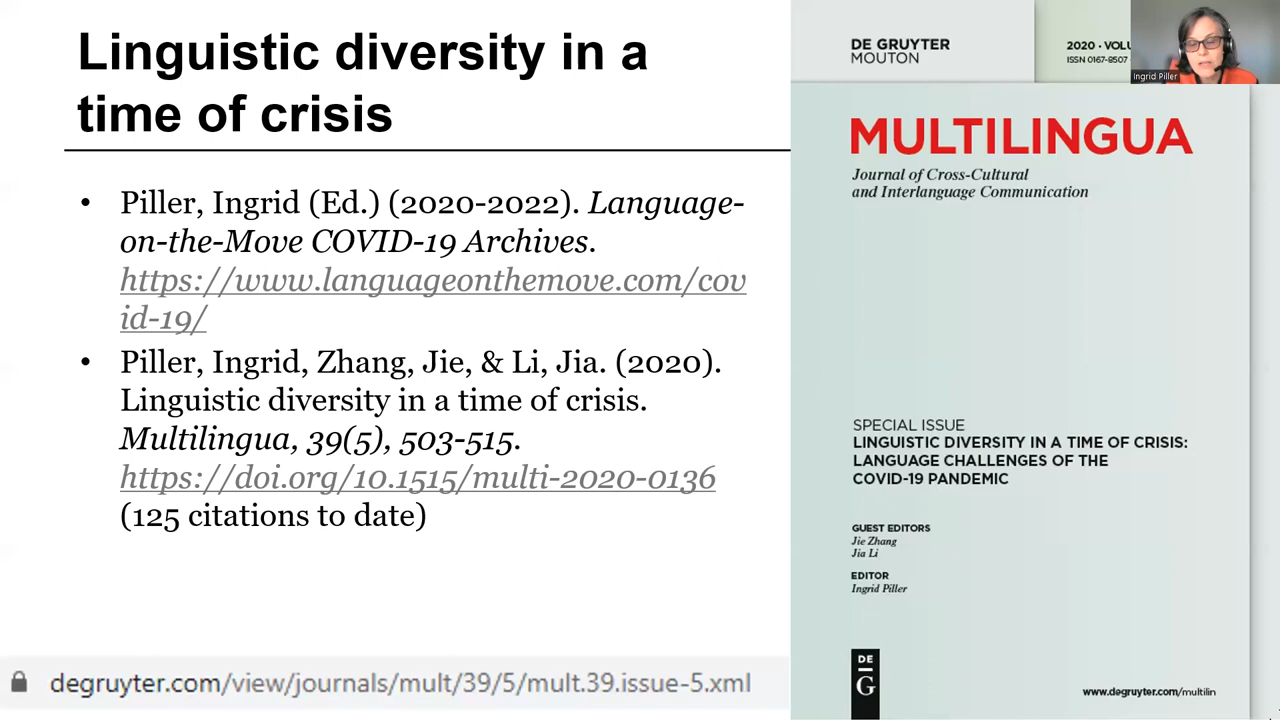 Linguistic diversity in a
time of crisis
• Piller, Ingrid (Ed.) (2020-2022). Language-
on-the-Move COVID-19 Archives.
https://www.languageonthemove.com/cov
id-19/
• Piller, Ingrid, Zhang, Jie, & Li, Jia. (2020).
Linguistic diversity in a time of crisis.
Multilingua, 39(5), 503-515.
https://doi.org/10.1515/multi-2020-0136
(125 citations to date)
degruyter.com/view/journals/mult/39/5/mult.39.issue-5.xml
DE GRUYTER
MOUTON
2020 · VOLU
ISSN 0167-8507
Ingrid Piller
MULTILINGUA
Journal of Cross-Cultural
and Interlanguage Communication
SPECIAL ISSUE
LINGUISTIC DIVERSITY IN A TIME OF CRISIS:
LANGUAGE CHALLENGES OF THE
COVID-19 PANDEMIC
GUEST EDITORS
Jie Zhang
Jia Li
EDITOR
Ingrid Piller
DE
G
www.degruyter.com/multilin